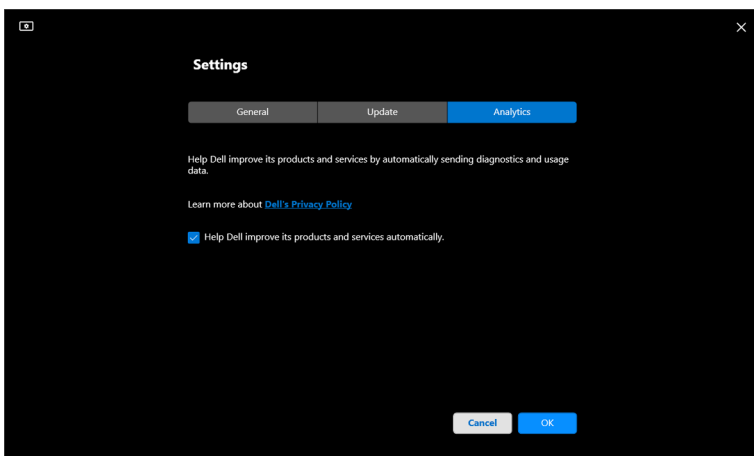 Settings
General Update Analytics
Help Dell improve its products and services by automatically sending diagnostics and usage
data.
Learn more about Dell's Privacy Policy
Help Dell improve its products and services automatically.
Cancel OK